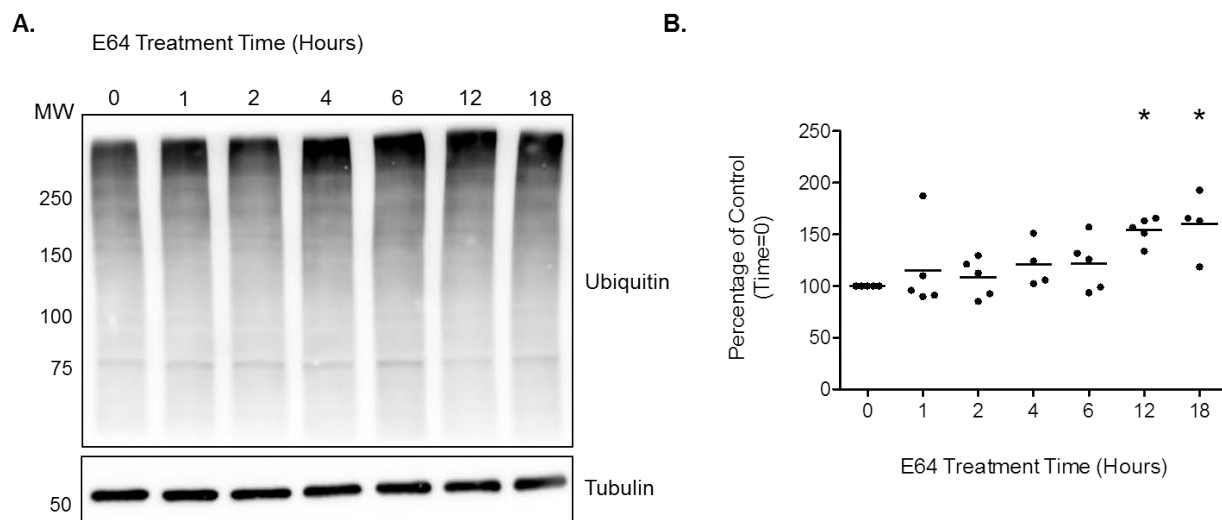 A.
E64 Treatment Time (Hours)
MW 0 1 2 4 6 12 18
250
150
100
75
Ubiquitin
50
Tubulin
B.
* *
250
200
150
100
50
0
Percentage of Control
(Time=0)
0 1 2 4 6 12 18
E64 Treatment Time (Hours)